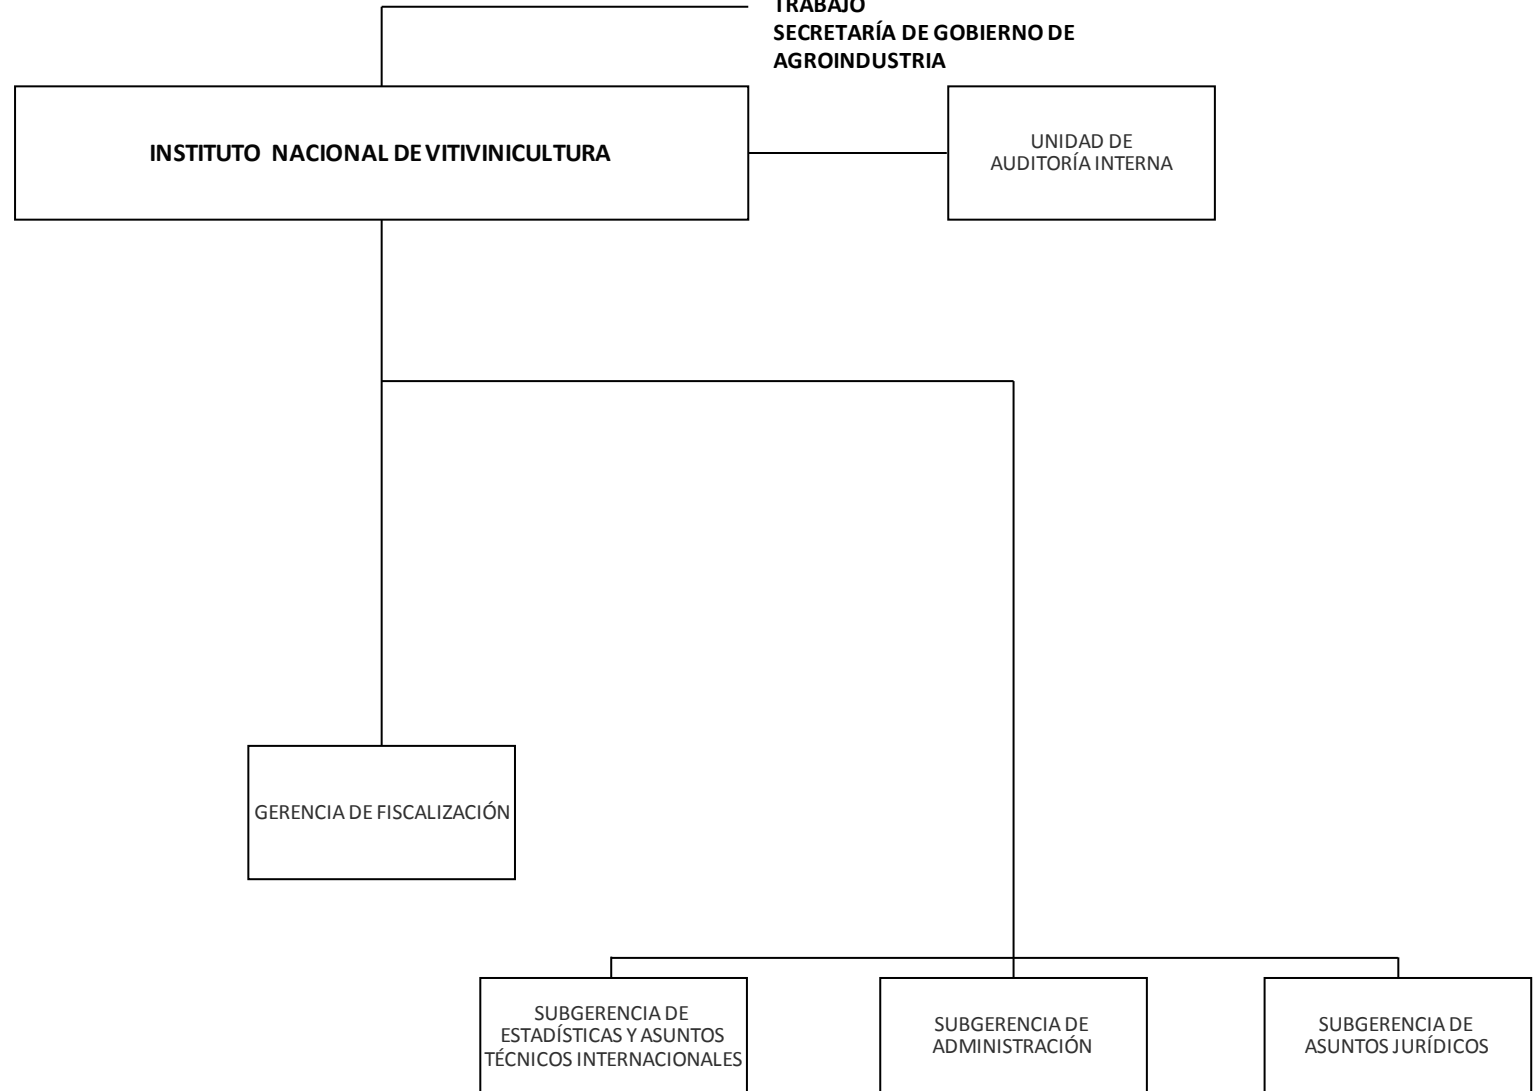 TRABAJO
SECRETARÍA DE GOBIERNO DE
AGROINDUSTRIA
INSTITUTO NACIONAL DE VITIVINICULTURA
UNIDAD DE
AUDITORÍA INTERNA
GERENCIA DE FISCALIZACIÓN
SUBGERENCIA DE
ESTADÍSTICAS Y ASUNTOS
TÉCNICOS INTERNACIONALES
SUBGERENCIA DE
ADMINISTRACIÓN
SUBGERENCIA DE
ASUNTOS JURÍDICOS